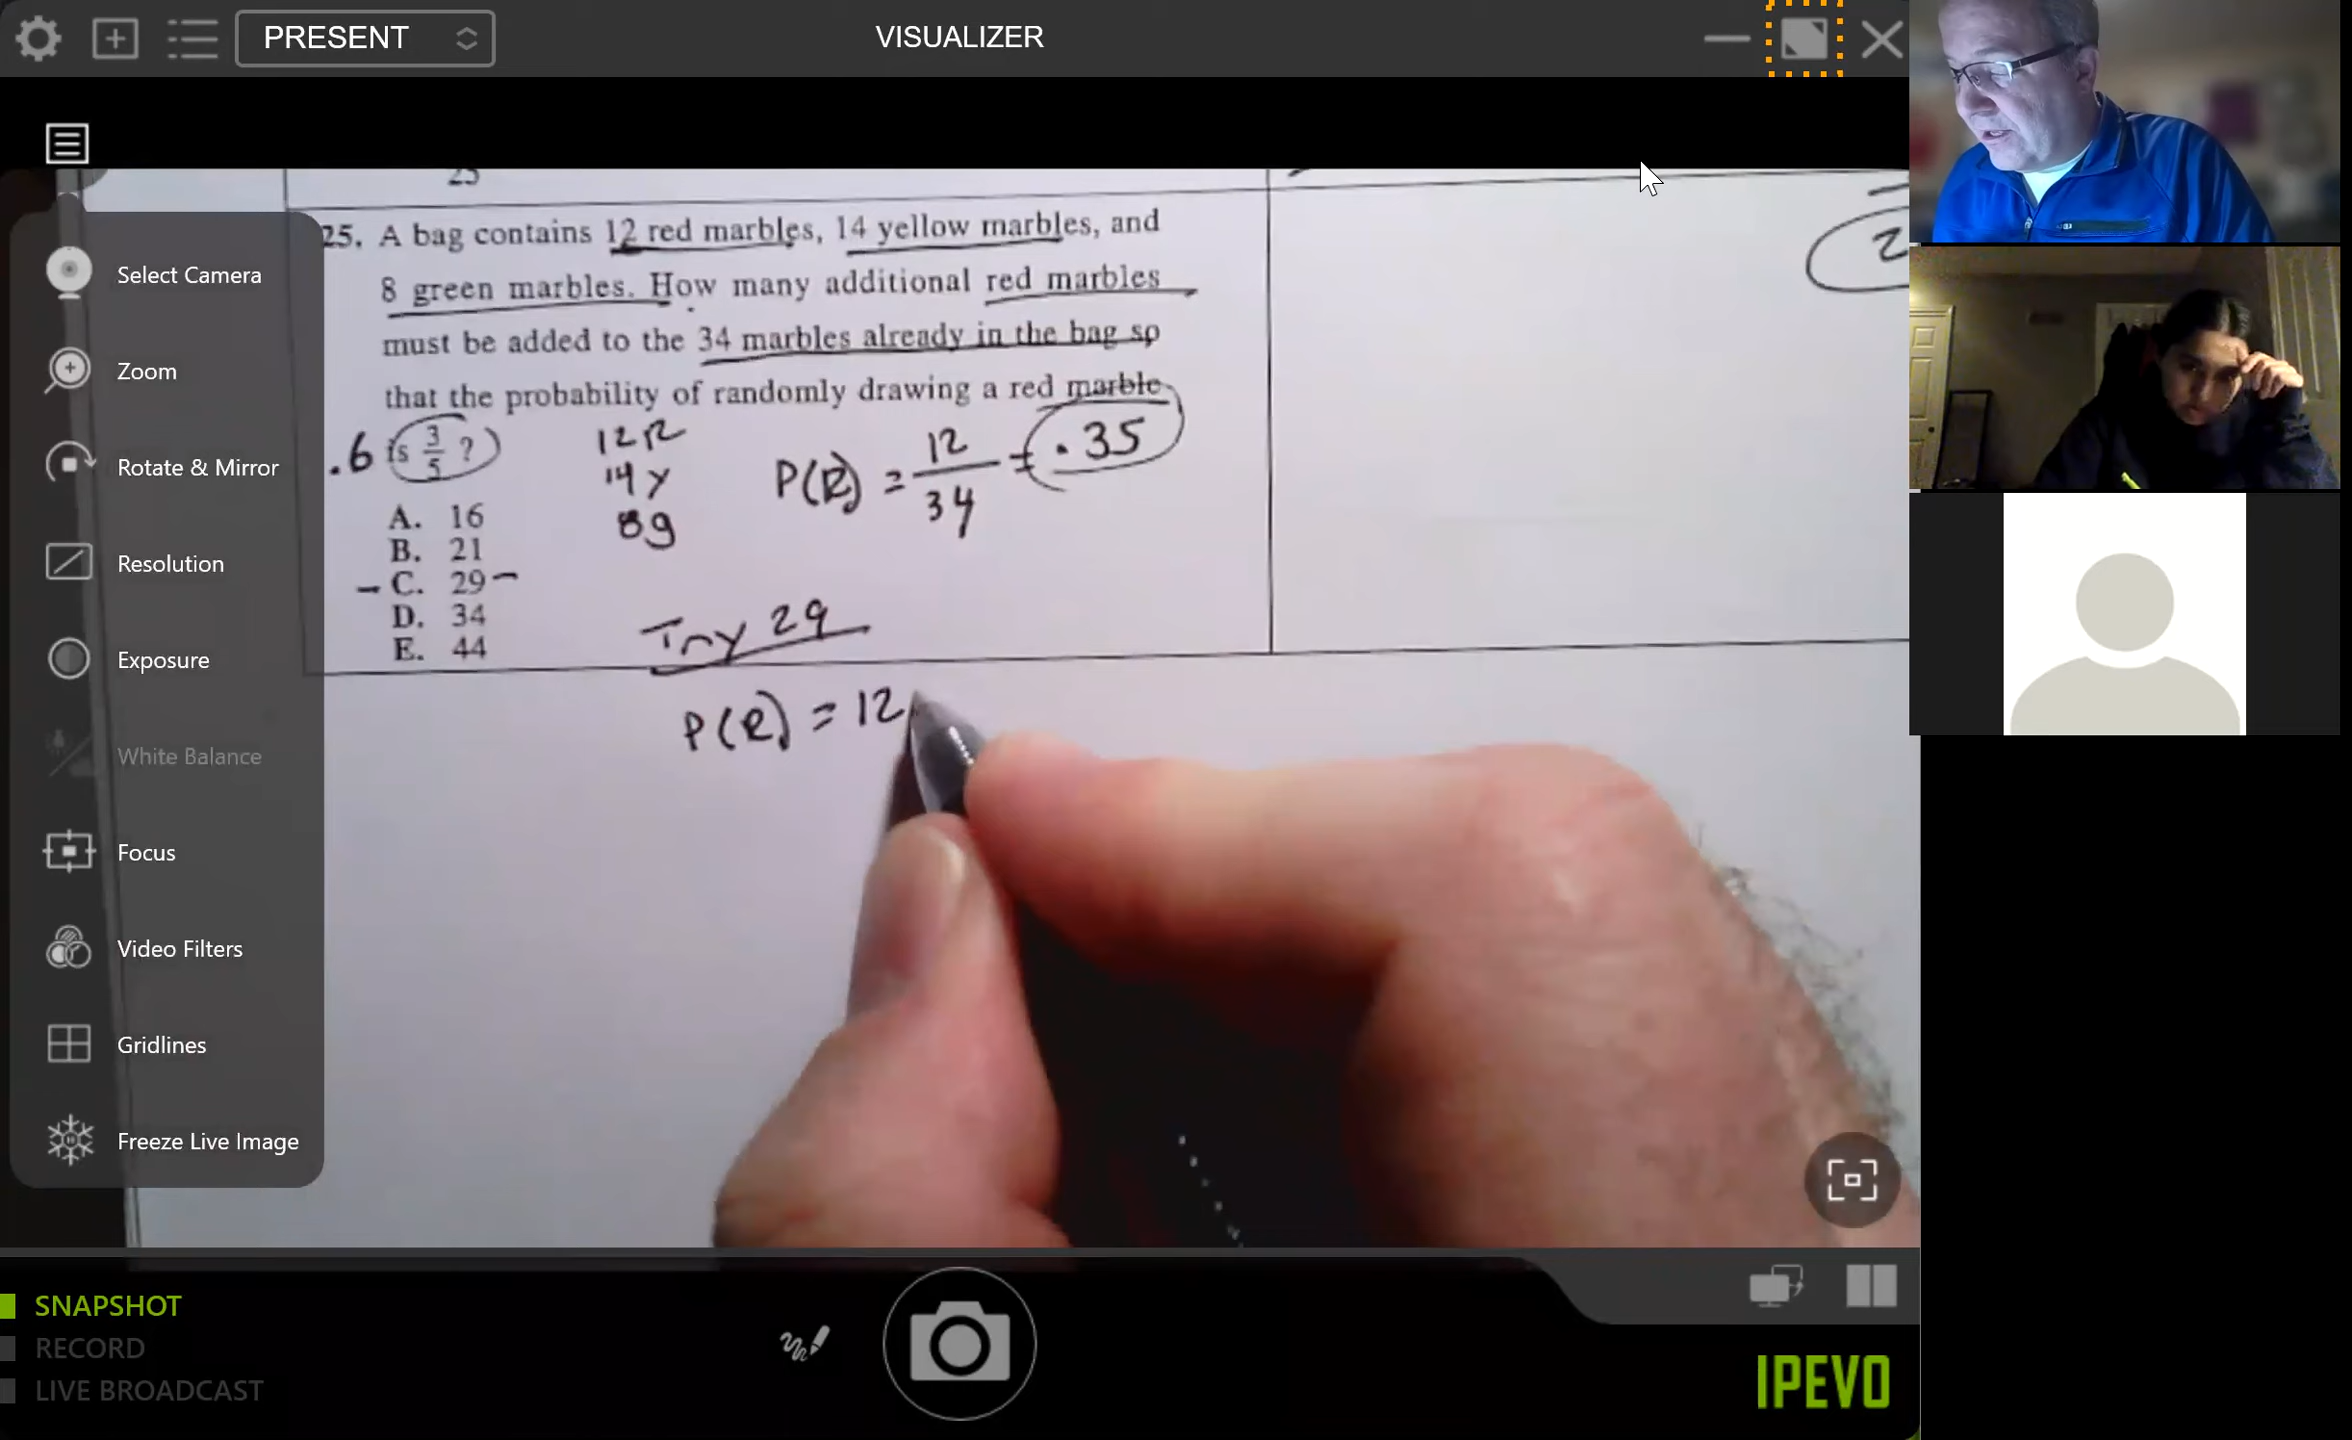 PRESENT
VISUALIZER
Select Camera
Zoom
Rotate & Mirror
Resolution
Exposure
White Balance
Focus
Video Filters
Gridlines
Freeze Live Image
25
25. A bag contains 12 red marbles, 14 yellow marbles, and
8 green marbles. How many additional red marbles
must be added to the 34 marbles already in the bag so
that the probability of randomly drawing a red marble
.6 is 3/5 ?
A. 16
B. 21
– C. 29 –
D. 34
E. 44
12R
14y
8g
P(R) = 12/34 = .35
Try 29
P(R) = 12
2
SNAPSHOT
RECORD
LIVE BROADCAST
IPEVO